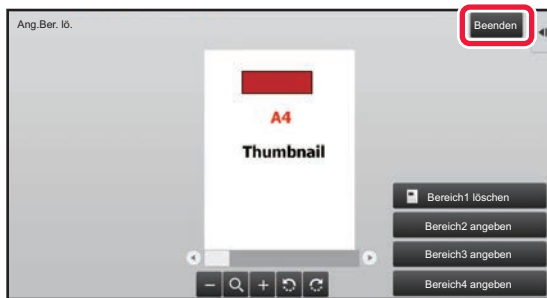 Ang.Ber. lö.
Beenden
A4
Thumbnail
Bereich1 löschen
Bereich2 angeben
Bereich3 angeben
Bereich4 angeben